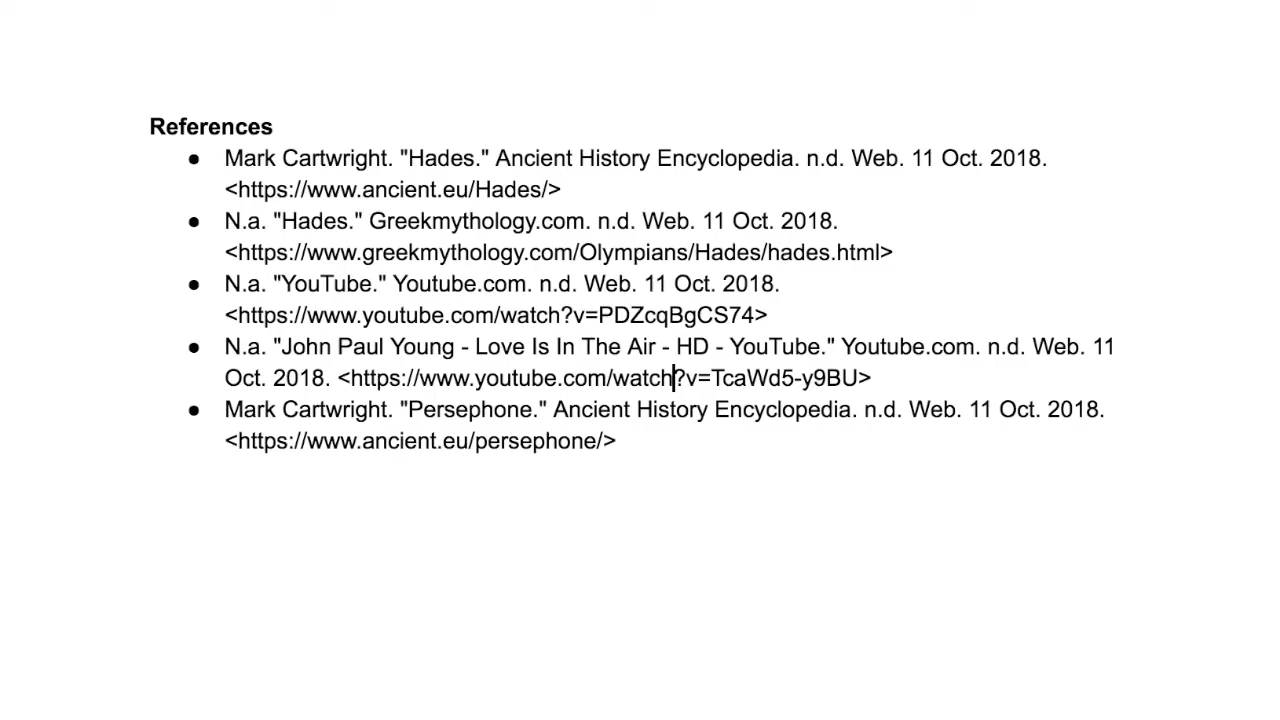 References
● Mark Cartwright. "Hades." Ancient History Encyclopedia. n.d. Web. 11 Oct. 2018.
<https://www.ancient.eu/Hades/>
● N.a. "Hades." Greekmythology.com. n.d. Web. 11 Oct. 2018.
<https://www.greekmythology.com/Olympians/Hades/hades.html>
● N.a. "YouTube." Youtube.com. n.d. Web. 11 Oct. 2018.
<https://www.youtube.com/watch?v=PDZcqBgCS74>
● N.a. "John Paul Young - Love Is In The Air - HD - YouTube." Youtube.com. n.d. Web. 11
Oct. 2018. <https://www.youtube.com/watch?v=TcaWd5-y9BU>
● Mark Cartwright. "Persephone." Ancient History Encyclopedia. n.d. Web. 11 Oct. 2018.
<https://www.ancient.eu/persephone/>